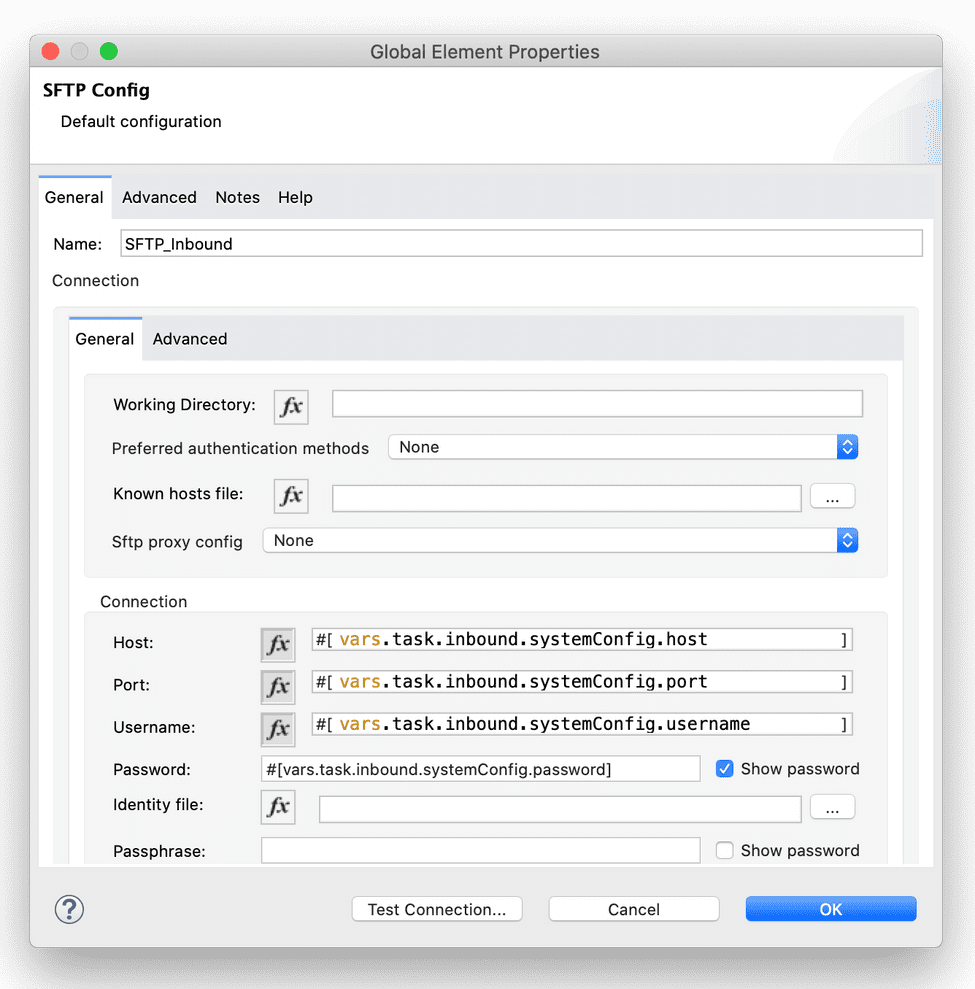 Global Element Properties
SFTP Config
Default configuration
General Advanced Notes Help
Name: SFTP_Inbound
Connection
General Advanced
Working Directory: fx
Preferred authentication methods None
Known hosts file: fx ...
Sftp proxy config None
Connection
Host: fx #[ vars.task.inbound.systemConfig.host ]
Port: fx #[ vars.task.inbound.systemConfig.port ]
Username: fx #[ vars.task.inbound.systemConfig.username ]
Password: #[vars.task.inbound.systemConfig.password] Show password
Identity file: fx ...
Passphrase: Show password
? Test Connection... Cancel OK